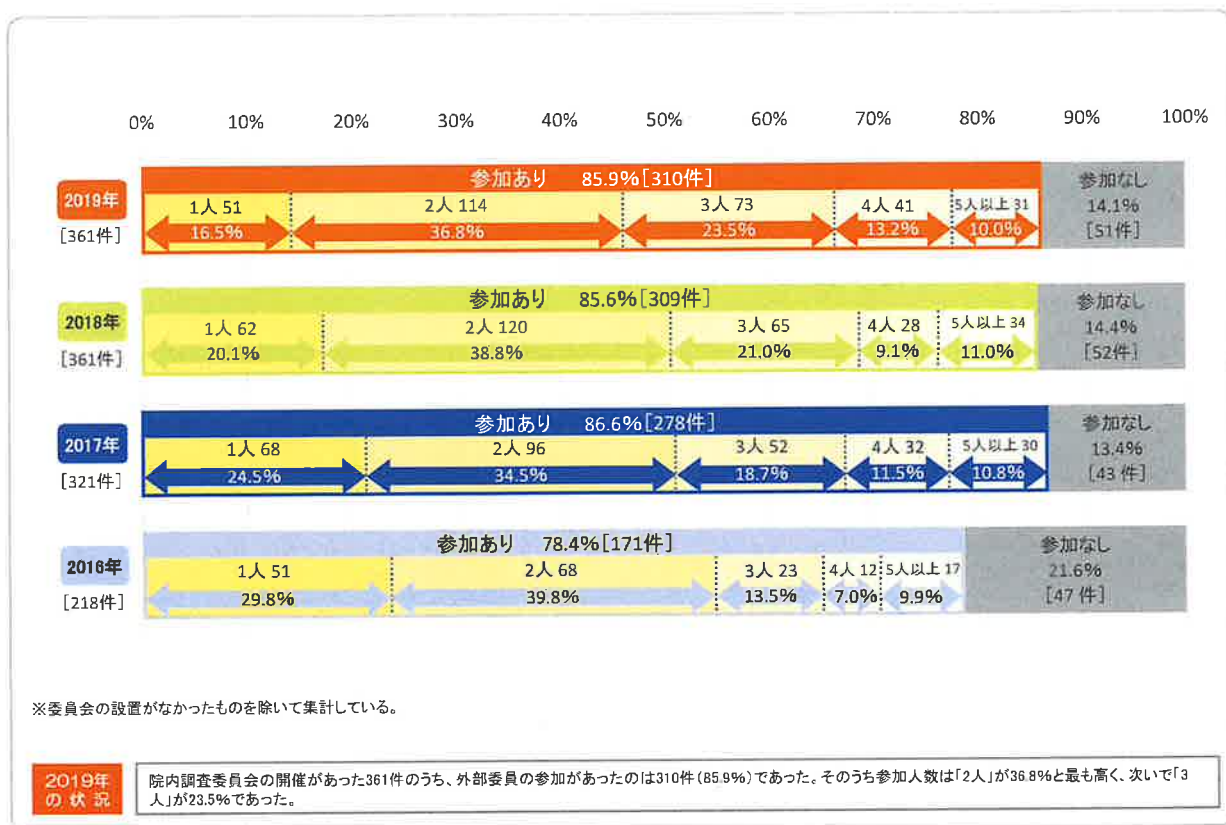 0% 10% 20% 30% 40% 50% 60% 70% 80% 90% 100%
2019年
[361件]
参加あり 85.9%[310件]
1人 51 2人 114 3人 73 4人 41 5人以上 31
16.5% 36.8% 23.5% 13.2% 10.0%
参加なし
14.1%
[51件]
2018年
[361件]
参加あり 85.6%[309件]
1人 62 2人 120 3人 65 4人 28 5人以上 34
20.1% 38.8% 21.0% 9.1% 11.0%
参加なし
14.4%
[52件]
2017年
[321件]
参加あり 86.6%[278件]
1人 68 2人 96 3人 52 4人 32 5人以上 30
24.5% 34.5% 18.7% 11.5% 10.8%
参加なし
13.4%
[43 件]
2016年
[218件]
参加あり 78.4%[171件]
1人 51 2人 68 3人 23 4人 12 5人以上 17
29.8% 39.8% 13.5% 7.0% 9.9%
参加なし
21.6%
[47 件]
※委員会の設置がなかったものを除いて集計している。
2019年
の 状 況
院内調査委員会の開催があった361件のうち、外部委員の参加があったのは310件(85.9%)であった。そのうち参加人数は「2人」が36.8%と最も高く、次いで「3
人」が23.5%であった。